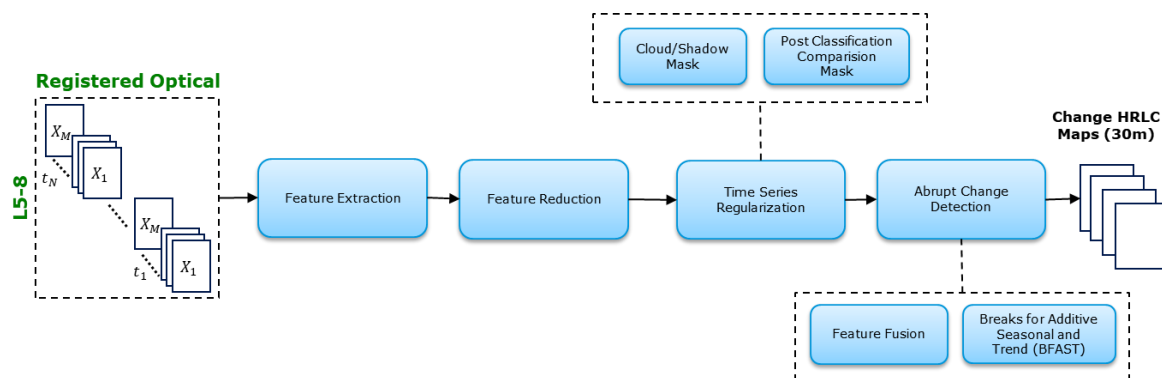 Cloud/Shadow
Mask
Post Classification
Comparision
Mask
Registered Optical
L5-8
X_M
t_N
X_1
X_M
t_1
X_1
Feature Extraction
Feature Reduction
Time Series
Regularization
Abrupt Change
Detection
Change HRLC
Maps (30m)
Feature Fusion
Breaks for Additive
Seasonal and
Trend (BFAST)